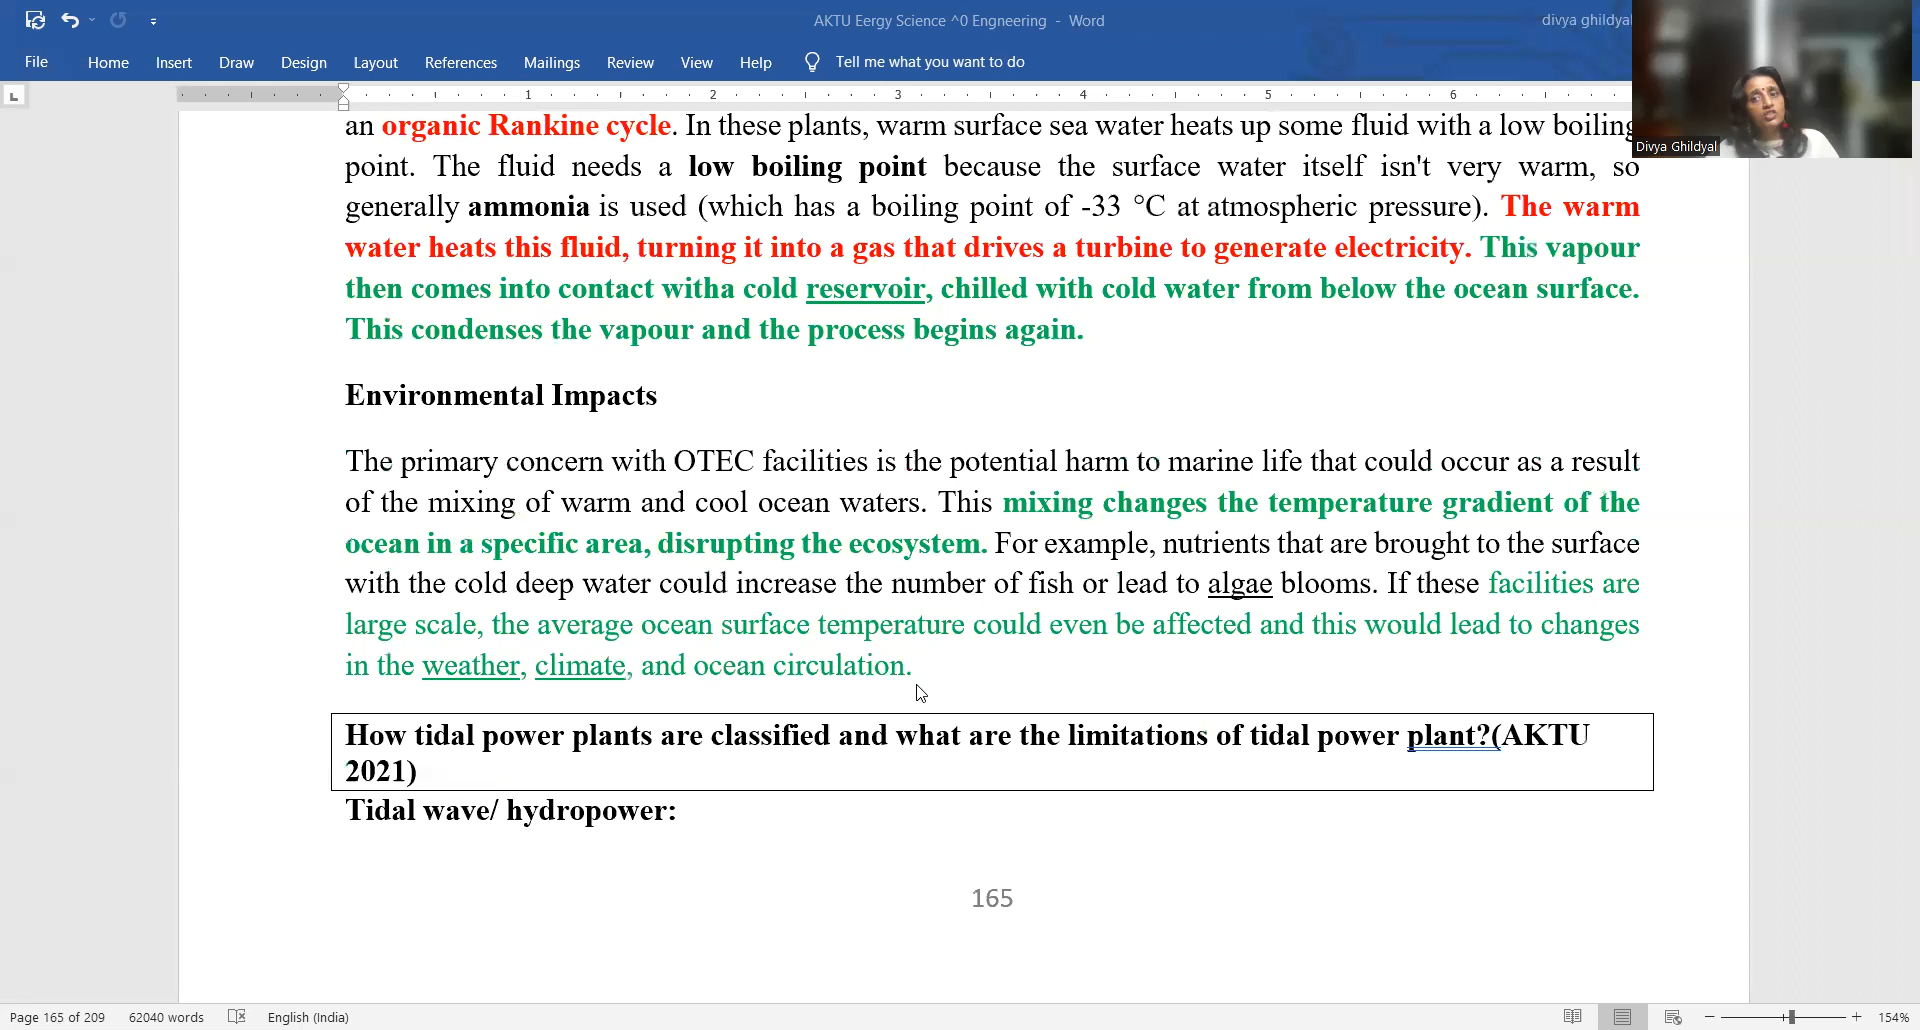 AKTU Eergy Science ^0 Engneering - Word
divya ghildyal
File Home Insert Draw Design Layout References Mailings Review View Help Tell me what you want to do
1 2 3 4 5 6
an organic Rankine cycle. In these plants, warm surface sea water heats up some fluid with a low boiling
point. The fluid needs a low boiling point because the surface water itself isn't very warm, so
generally ammonia is used (which has a boiling point of -33 °C at atmospheric pressure). The warm
water heats this fluid, turning it into a gas that drives a turbine to generate electricity. This vapour
then comes into contact witha cold reservoir, chilled with cold water from below the ocean surface.
This condenses the vapour and the process begins again.
Divya Ghildyal
Environmental Impacts
The primary concern with OTEC facilities is the potential harm to marine life that could occur as a result
of the mixing of warm and cool ocean waters. This mixing changes the temperature gradient of the
ocean in a specific area, disrupting the ecosystem. For example, nutrients that are brought to the surface
with the cold deep water could increase the number of fish or lead to algae blooms. If these facilities are
large scale, the average ocean surface temperature could even be affected and this would lead to changes
in the weather, climate, and ocean circulation.
How tidal power plants are classified and what are the limitations of tidal power plant?(AKTU
2021)
Tidal wave/ hydropower:
165
Page 165 of 209 62040 words English (India) 154%